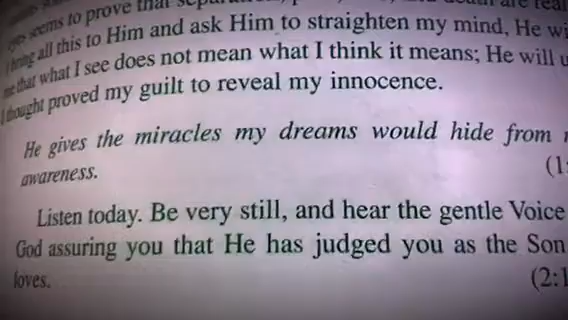 seems to prove that
all this to Him and ask Him to straighten my mind, He
that what I see does not mean what I think it means; He will
thought proved my guilt to reveal my innocence.
He gives the miracles my dreams would hide from
awareness.
(1:
Listen today. Be very still, and hear the gentle Voice
God assuring you that He has judged you as the Son
loves.
(2:1